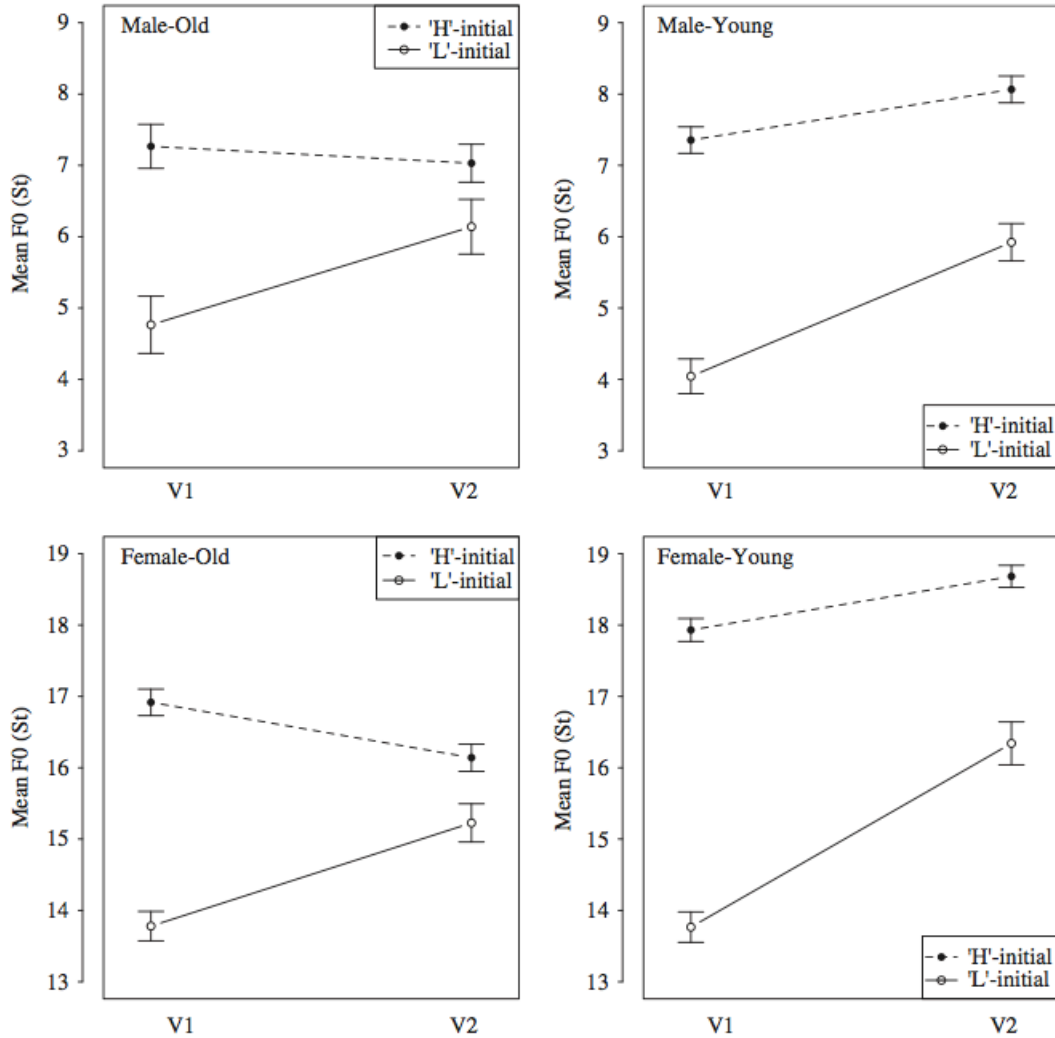 Male-Old
'H'-initial
'L'-initial
9
8
7
6
5
4
3
Mean F0 (St)
V1
V2
Male-Young
9
8
7
6
5
4
3
Mean F0 (St)
'H'-initial
'L'-initial
V1
V2
Female-Old
'H'-initial
'L'-initial
19
18
17
16
15
14
13
Mean F0 (St)
V1
V2
Female-Young
19
18
17
16
15
14
13
Mean F0 (St)
'H'-initial
'L'-initial
V1
V2